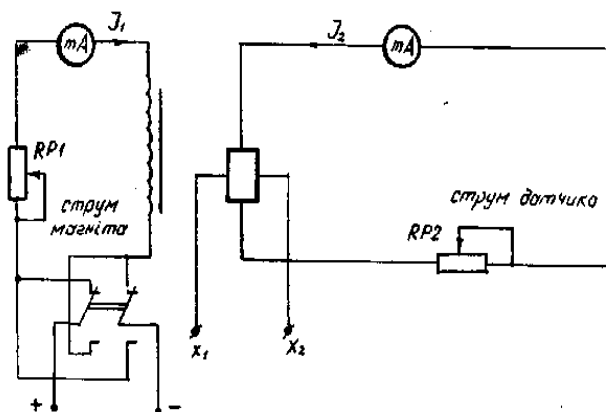 mA
J₁
J₂
mA
RP1
струм
магніта
струм датчика
RP2
X₁
X₂
+
-